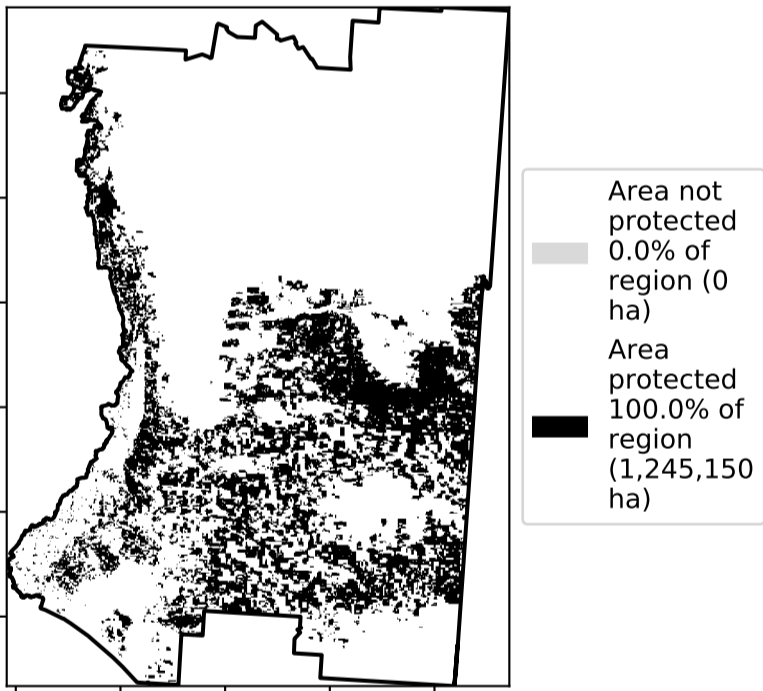 Area not
protected
0.0% of
region (0
ha)
Area
protected
100.0% of
region
(1,245,150
ha)